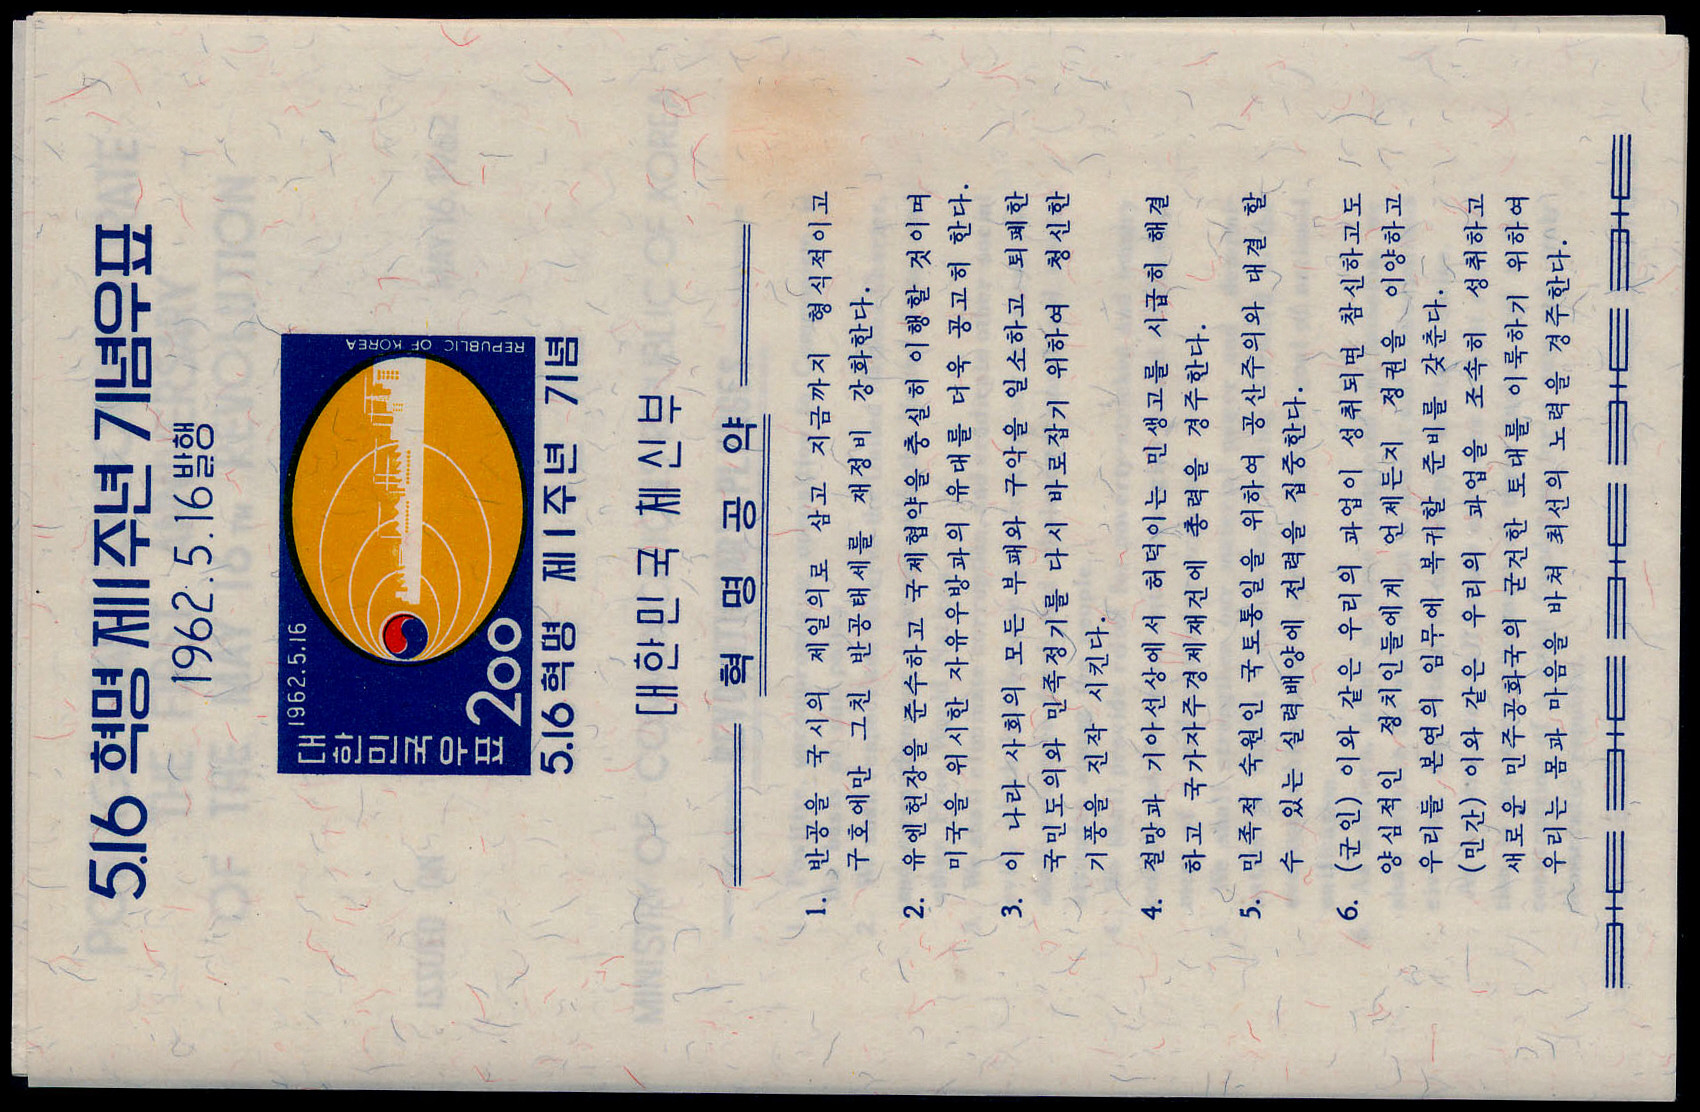 5.16 혁명 제1주년 기념우표
1962.5.16 발행
1962.5.16
대한민국우표
200
REPUBLIC OF KOREA
5.16 혁명 제1주년 기념
대한민국 체신부
혁명공약
1. 반공을 국시의 제일의로 삼고 지금까지 형식적이고
구호에만 그친 반공태세를 재정비 강화한다.
2. 유엔헌장을 준수하고 국제협약을 충실히 이행할 것이며
미국을 위시한 자유우방과의 유대를 더욱 공고히 한다.
3. 이 나라 사회의 모든 부패와 구악을 일소하고 퇴폐한
국민도의와 민족정기를 다시 바로잡기 위하여 청신한
기풍을 진작 시킨다.
4. 절망과 기아선상에서 허덕이는 민생고를 시급히 해결
하고 국가자주경제재건에 총력을 경주한다.
5. 민족적 숙원인 국토통일을 위하여 공산주의와 대결 할
수 있는 실력배양에 전력을 집중한다.
6. (군인) 이와 같은 우리의 과업이 성취되면 참신하고도
양심적인 정치인들에게 언제든지 정권을 이양하고
우리들 본연의 임무에 복귀할 준비를 갖춘다.
(민간) 이와 같은 우리의 과업을 조속히 성취하고
새로운 민주공화국의 굳건한 토대를 이룩하기 위하여
우리는 몸과 마음을 바쳐 최선의 노력을 경주한다.